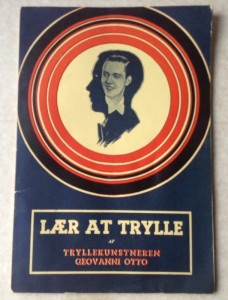 LÆR AT TRYLLE
AF
TRYLLEKUNSTNEREN
GEOVANNI OTTO